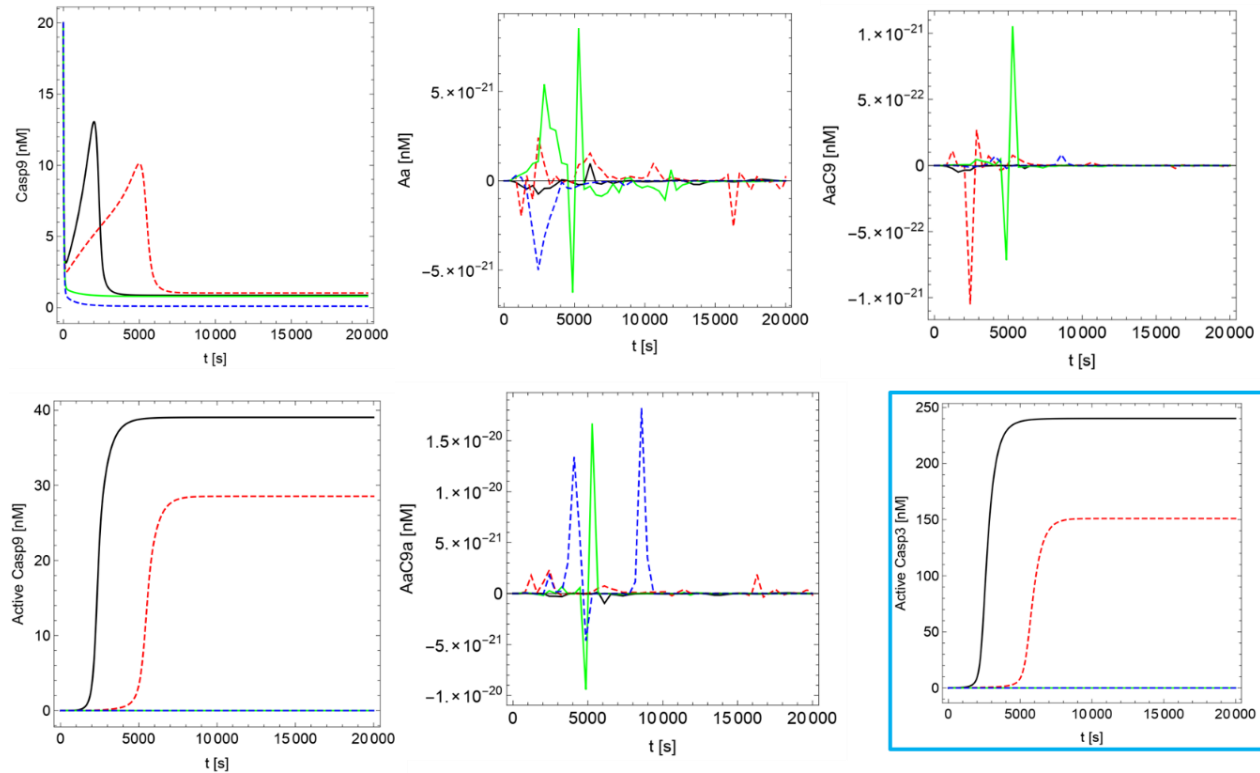 20
15
10
5
0
Casp9 [nM]
0 5000 10 000 15 000 20 000
t [s]
5.×10⁻²¹
0
-5.×10⁻²¹
Aa [nM]
0 5000 10 000 15 000 20 000
t [s]
1.×10⁻²¹
5.×10⁻²²
0
-5.×10⁻²²
-1.×10⁻²¹
AaC9 [nM]
0 5000 10 000 15 000 20 000
t [s]
40
30
20
10
0
Active Casp9 [nM]
0 5000 10 000 15 000 20 000
t [s]
1.5×10⁻²⁰
1.×10⁻²⁰
5.×10⁻²¹
0
-5.×10⁻²¹
-1.×10⁻²⁰
AaC9a [nM]
0 5000 10 000 15 000 20 000
t [s]
250
200
150
100
50
0
Active Casp3 [nM]
0 5000 10 000 15 000 20 000
t [s]